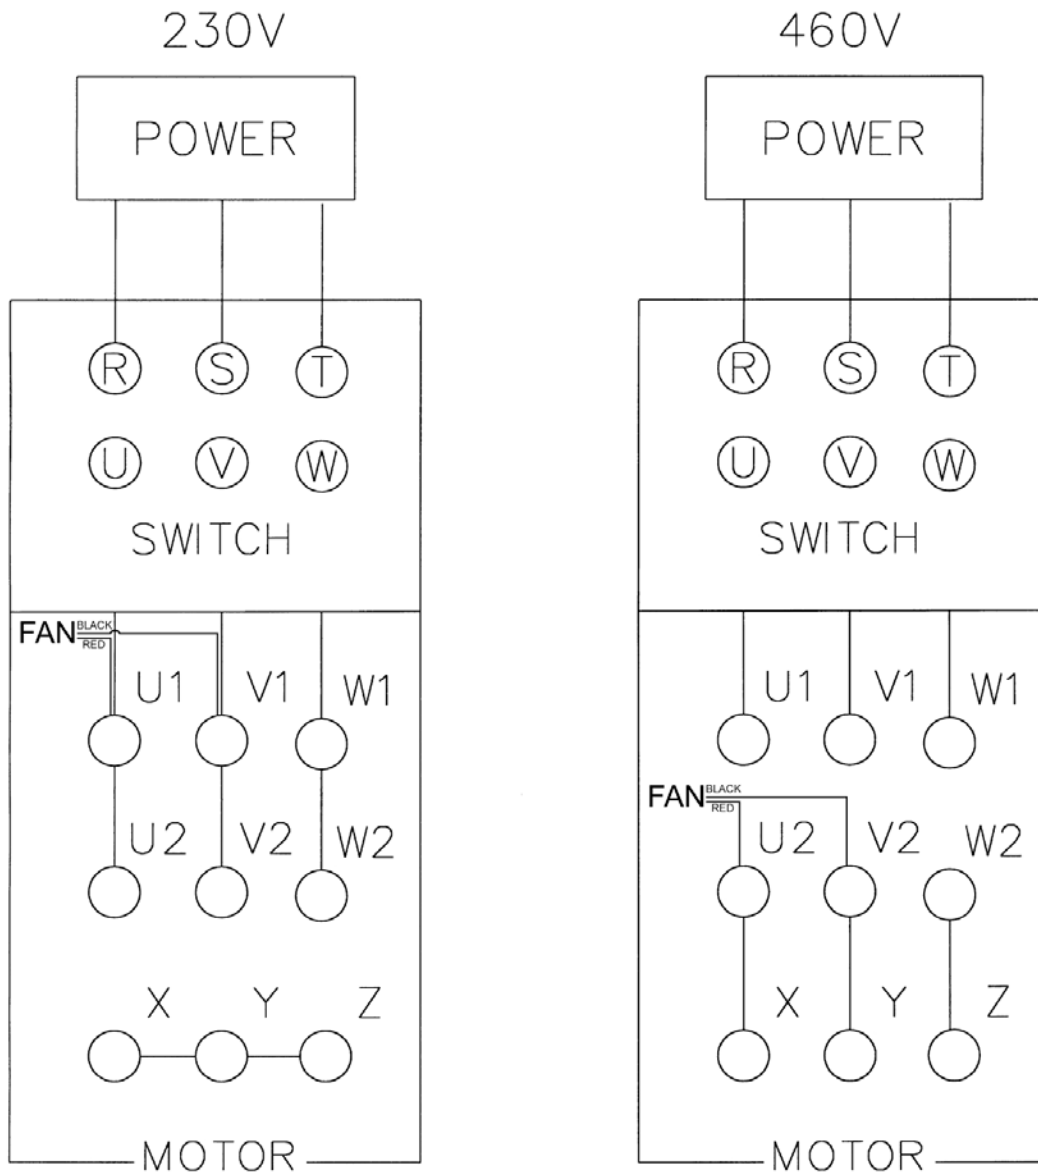 230V
POWER
R S T
U V W
SWITCH
FAN BLACK
RED
U1 V1 W1
U2 V2 W2
X Y Z
MOTOR
460V
POWER
R S T
U V W
SWITCH
U1 V1 W1
FAN BLACK
RED
U2 V2 W2
X Y Z
MOTOR